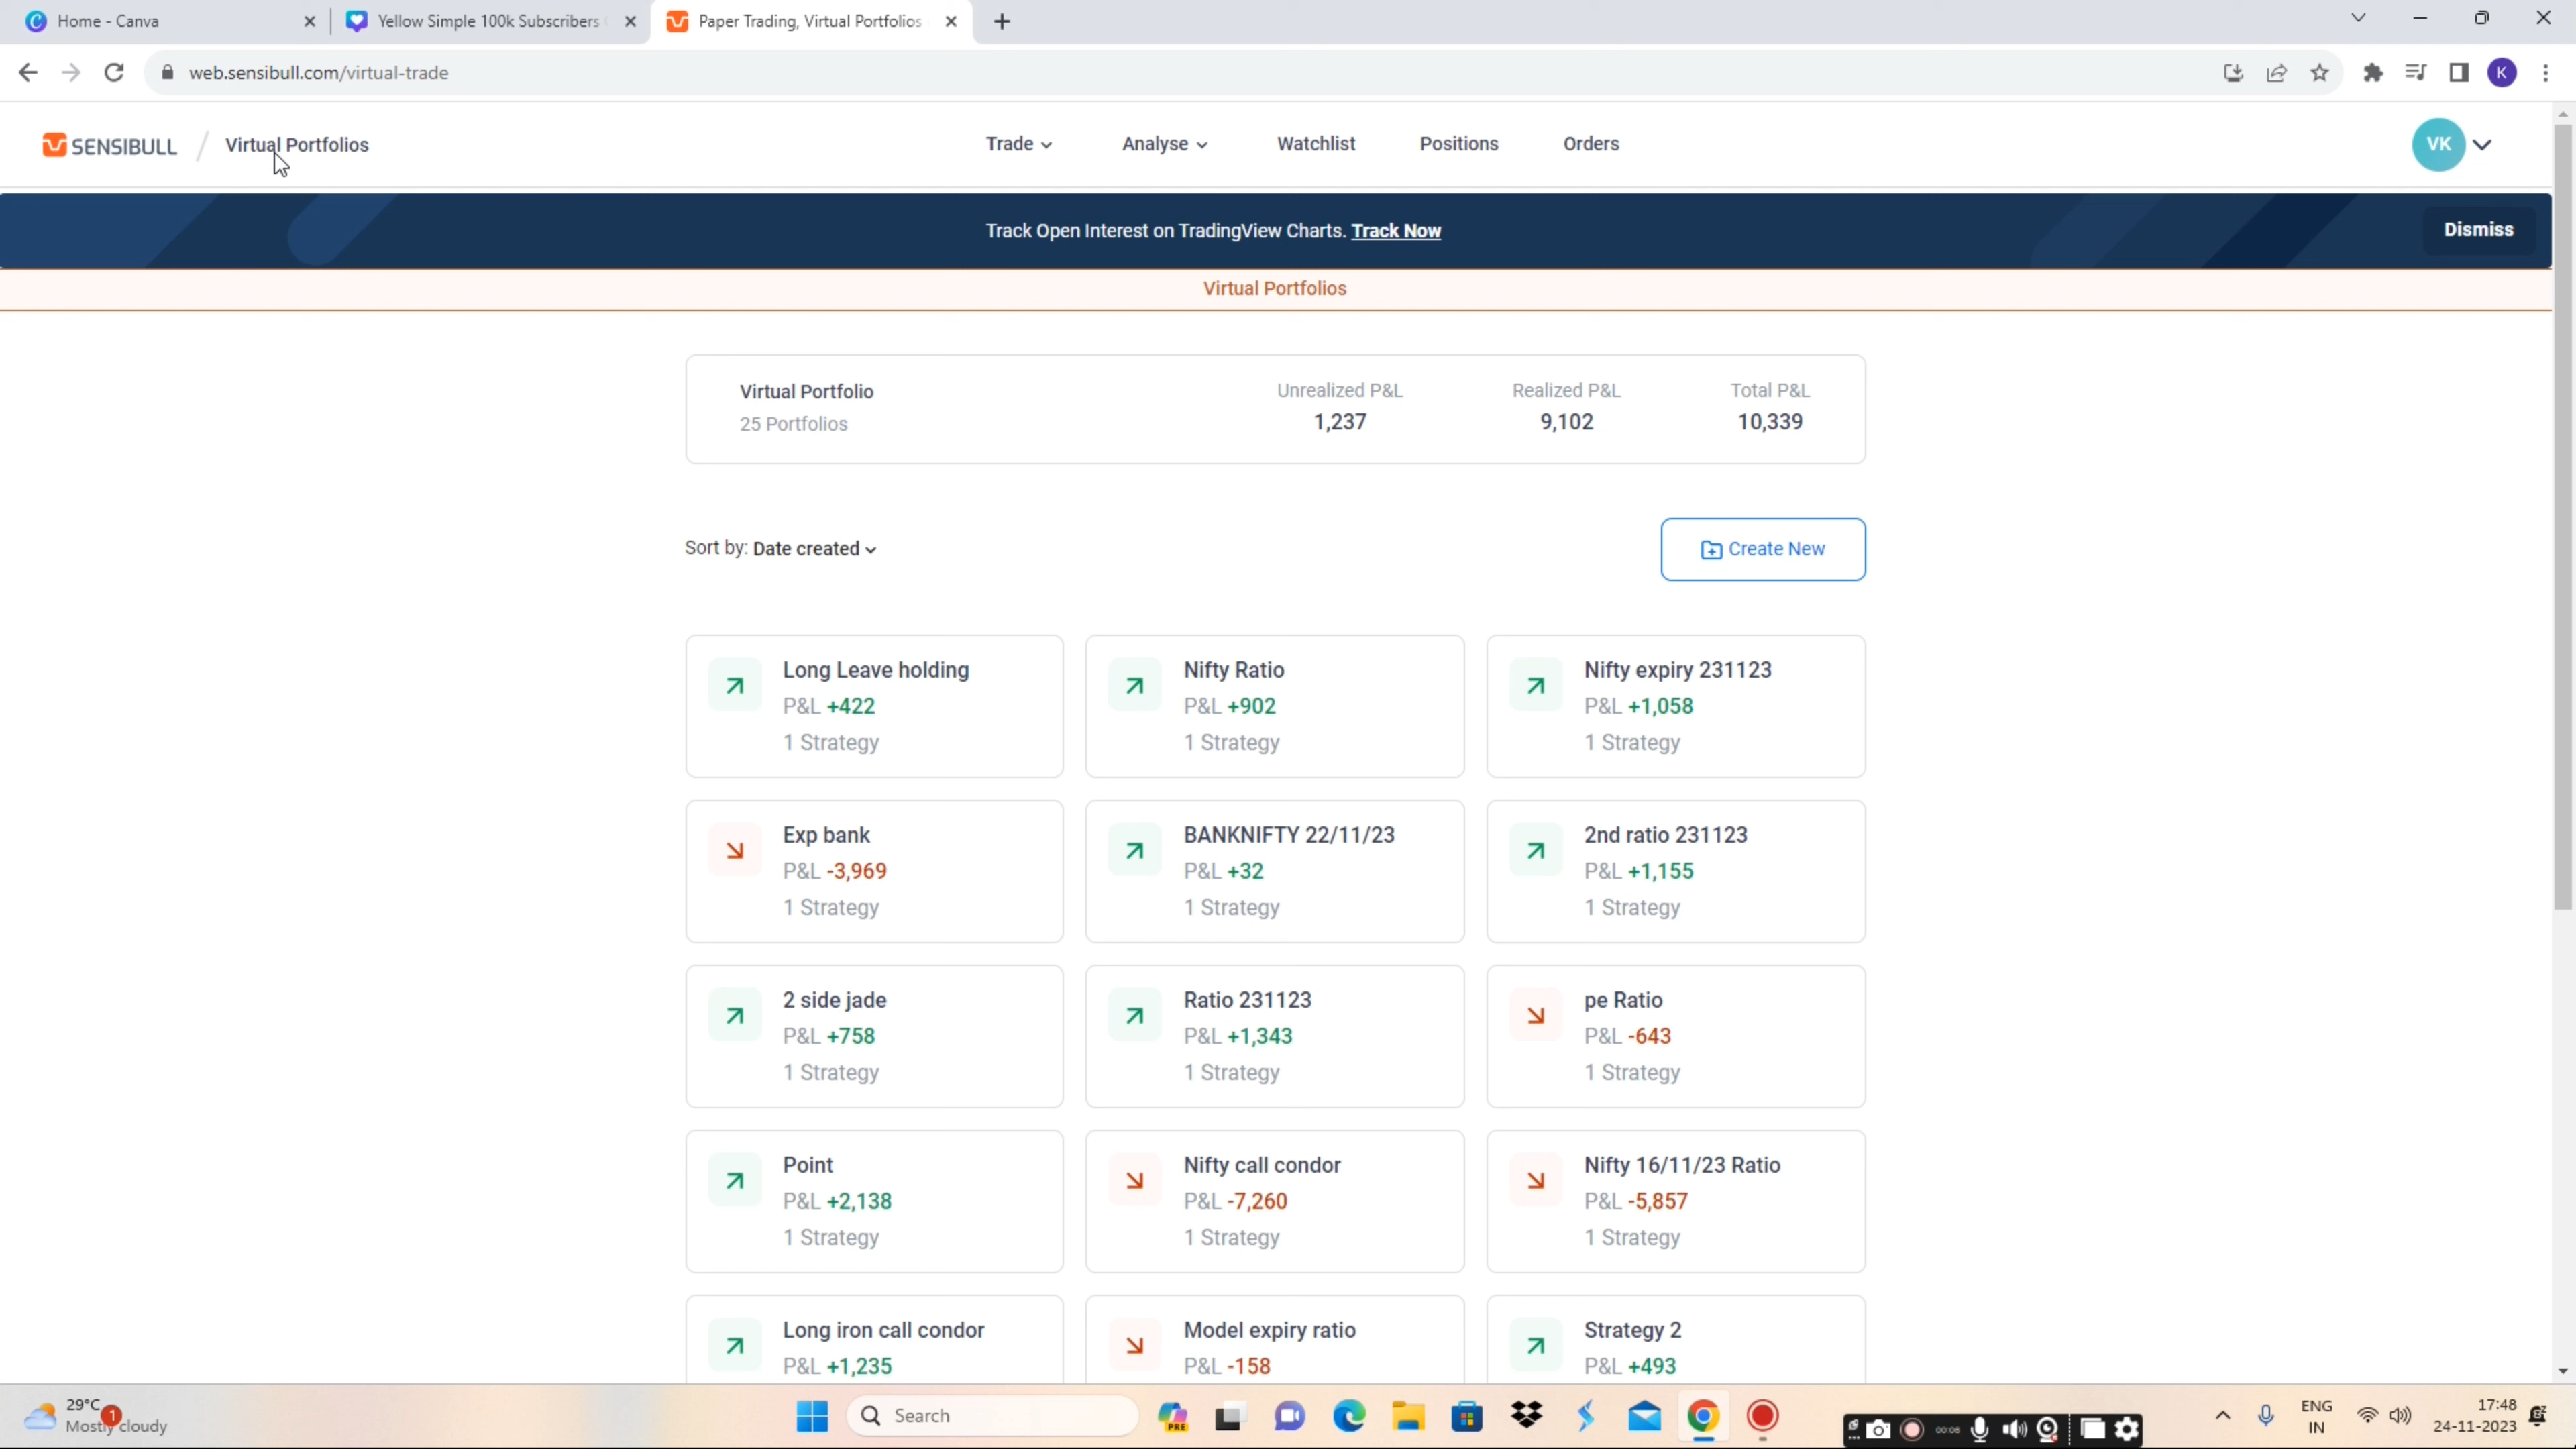 Home - Canva
Yellow Simple 100k Subscribers
Paper Trading, Virtual Portfolios
web.sensibull.com/virtual-trade
K
SENSIBULL / Virtual Portfolios
Trade
Analyse
Watchlist
Positions
Orders
VK
Track Open Interest on TradingView Charts. Track Now
Dismiss
Virtual Portfolios
Virtual Portfolio
25 Portfolios
Unrealized P&L
1,237
Realized P&L
9,102
Total P&L
10,339
Sort by: Date created
Create New
Long Leave holding
P&L +422
1 Strategy
Nifty Ratio
P&L +902
1 Strategy
Nifty expiry 231123
P&L +1,058
1 Strategy
Exp bank
P&L -3,969
1 Strategy
BANKNIFTY 22/11/23
P&L +32
1 Strategy
2nd ratio 231123
P&L +1,155
1 Strategy
2 side jade
P&L +758
1 Strategy
Ratio 231123
P&L +1,343
1 Strategy
pe Ratio
P&L -643
1 Strategy
Point
P&L +2,138
1 Strategy
Nifty call condor
P&L -7,260
1 Strategy
Nifty 16/11/23 Ratio
P&L -5,857
1 Strategy
Long iron call condor
P&L +1,235
Model expiry ratio
P&L -158
Strategy 2
P&L +493
29°C
Mostly cloudy
1
Search
PRE
00:08
ENG
IN
17:48
24-11-2023